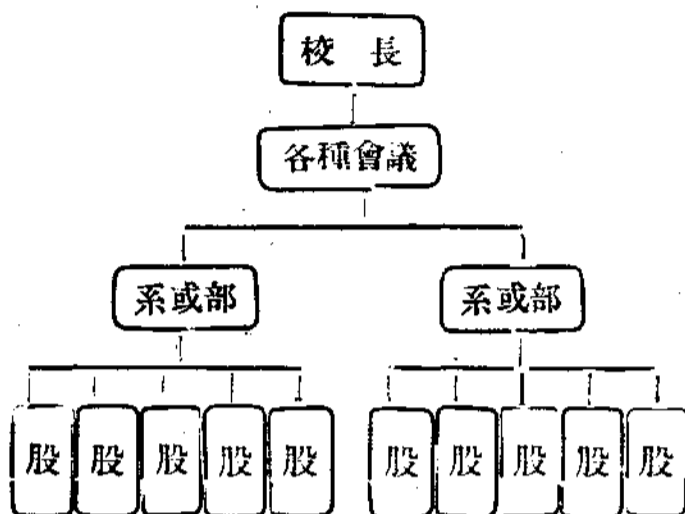 校 長
各種會議
系或部 系或部
股 股 股 股 股 股 股 股 股 股